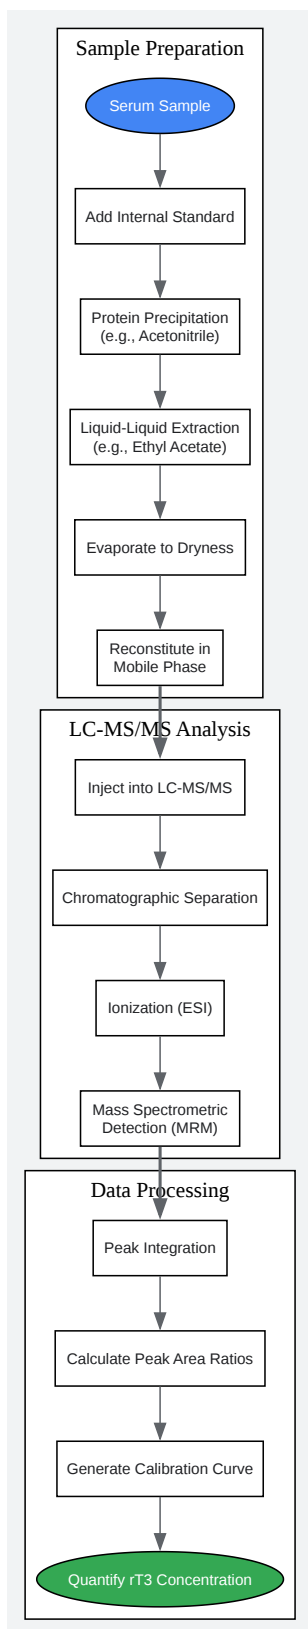 Sample Preparation
Serum Sample
Add Internal Standard
Protein Precipitation
(e.g., Acetonitrile)
Liquid-Liquid Extraction
(e.g., Ethyl Acetate)
Evaporate to Dryness
Reconstitute in
Mobile Phase
LC-MS/MS Analysis
Inject into LC-MS/MS
Chromatographic Separation
Ionization (ESI)
Mass Spectrometric
Detection (MRM)
Data Processing
Peak Integration
Calculate Peak Area Ratios
Generate Calibration Curve
Quantify rT3 Concentration